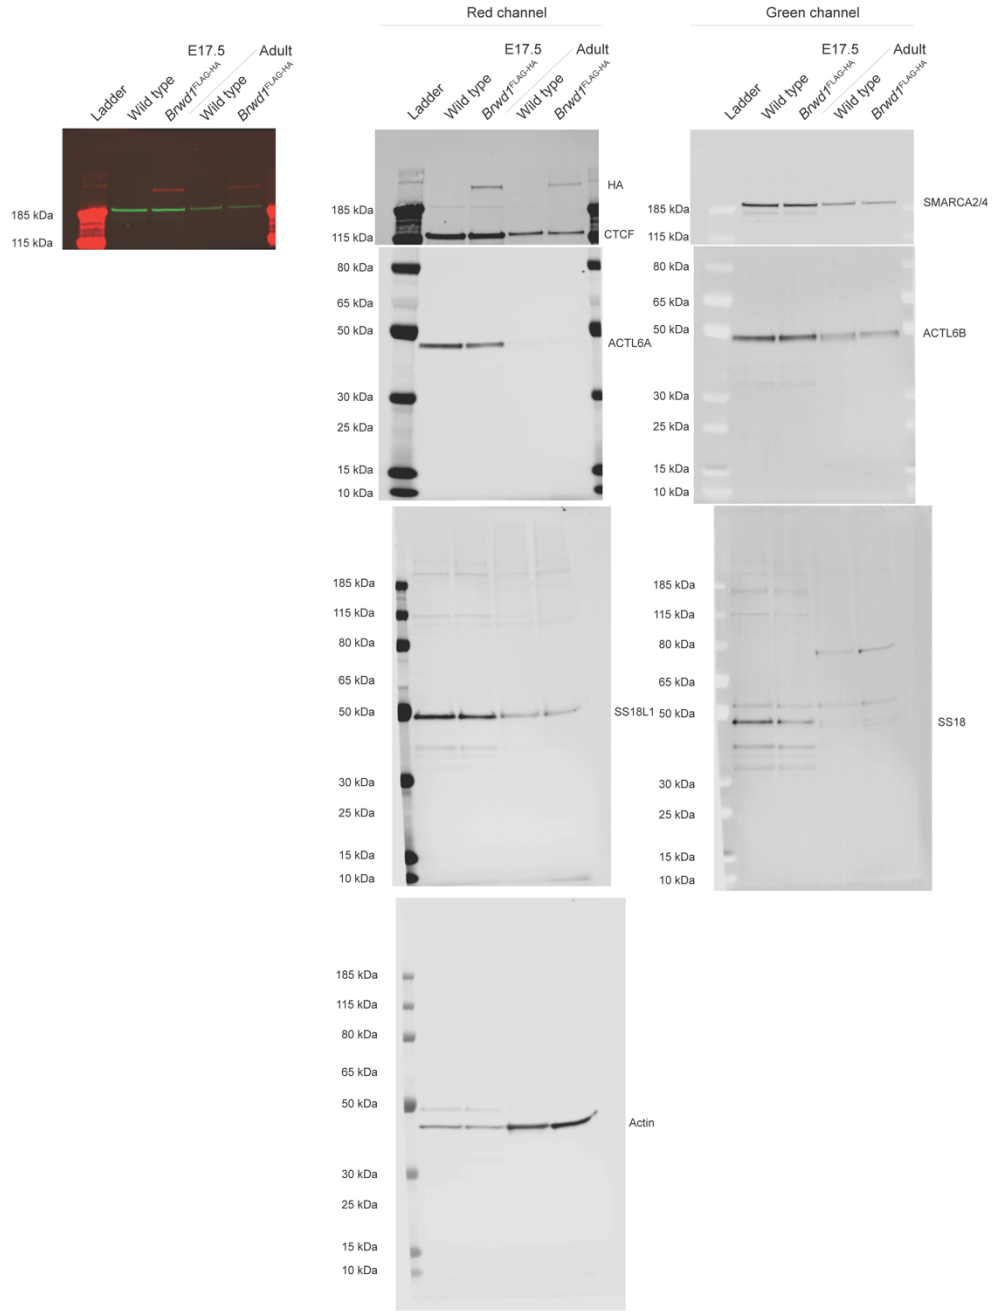 Red channel
Green channel
E17.5
Adult
Ladder
Wild type
Brwd1FLAG-HA
Wild type
Brwd1FLAG-HA
185 kDa
115 kDa
E17.5
Adult
Ladder
Wild type
Brwd1FLAG-HA
Wild type
Brwd1FLAG-HA
HA
185 kDa
CTCF
115 kDa
80 kDa
65 kDa
50 kDa
ACTL6A
30 kDa
25 kDa
15 kDa
10 kDa
E17.5
Adult
Ladder
Wild type
Brwd1FLAG-HA
Wild type
Brwd1FLAG-HA
SMARCA2/4
185 kDa
115 kDa
80 kDa
65 kDa
50 kDa
ACTL6B
30 kDa
25 kDa
15 kDa
10 kDa
185 kDa
115 kDa
80 kDa
65 kDa
50 kDa
SS18L1
30 kDa
25 kDa
15 kDa
10 kDa
185 kDa
115 kDa
80 kDa
65 kDa
50 kDa
SS18
30 kDa
25 kDa
15 kDa
10 kDa
185 kDa
115 kDa
80 kDa
65 kDa
50 kDa
Actin
30 kDa
25 kDa
15 kDa
10 kDa